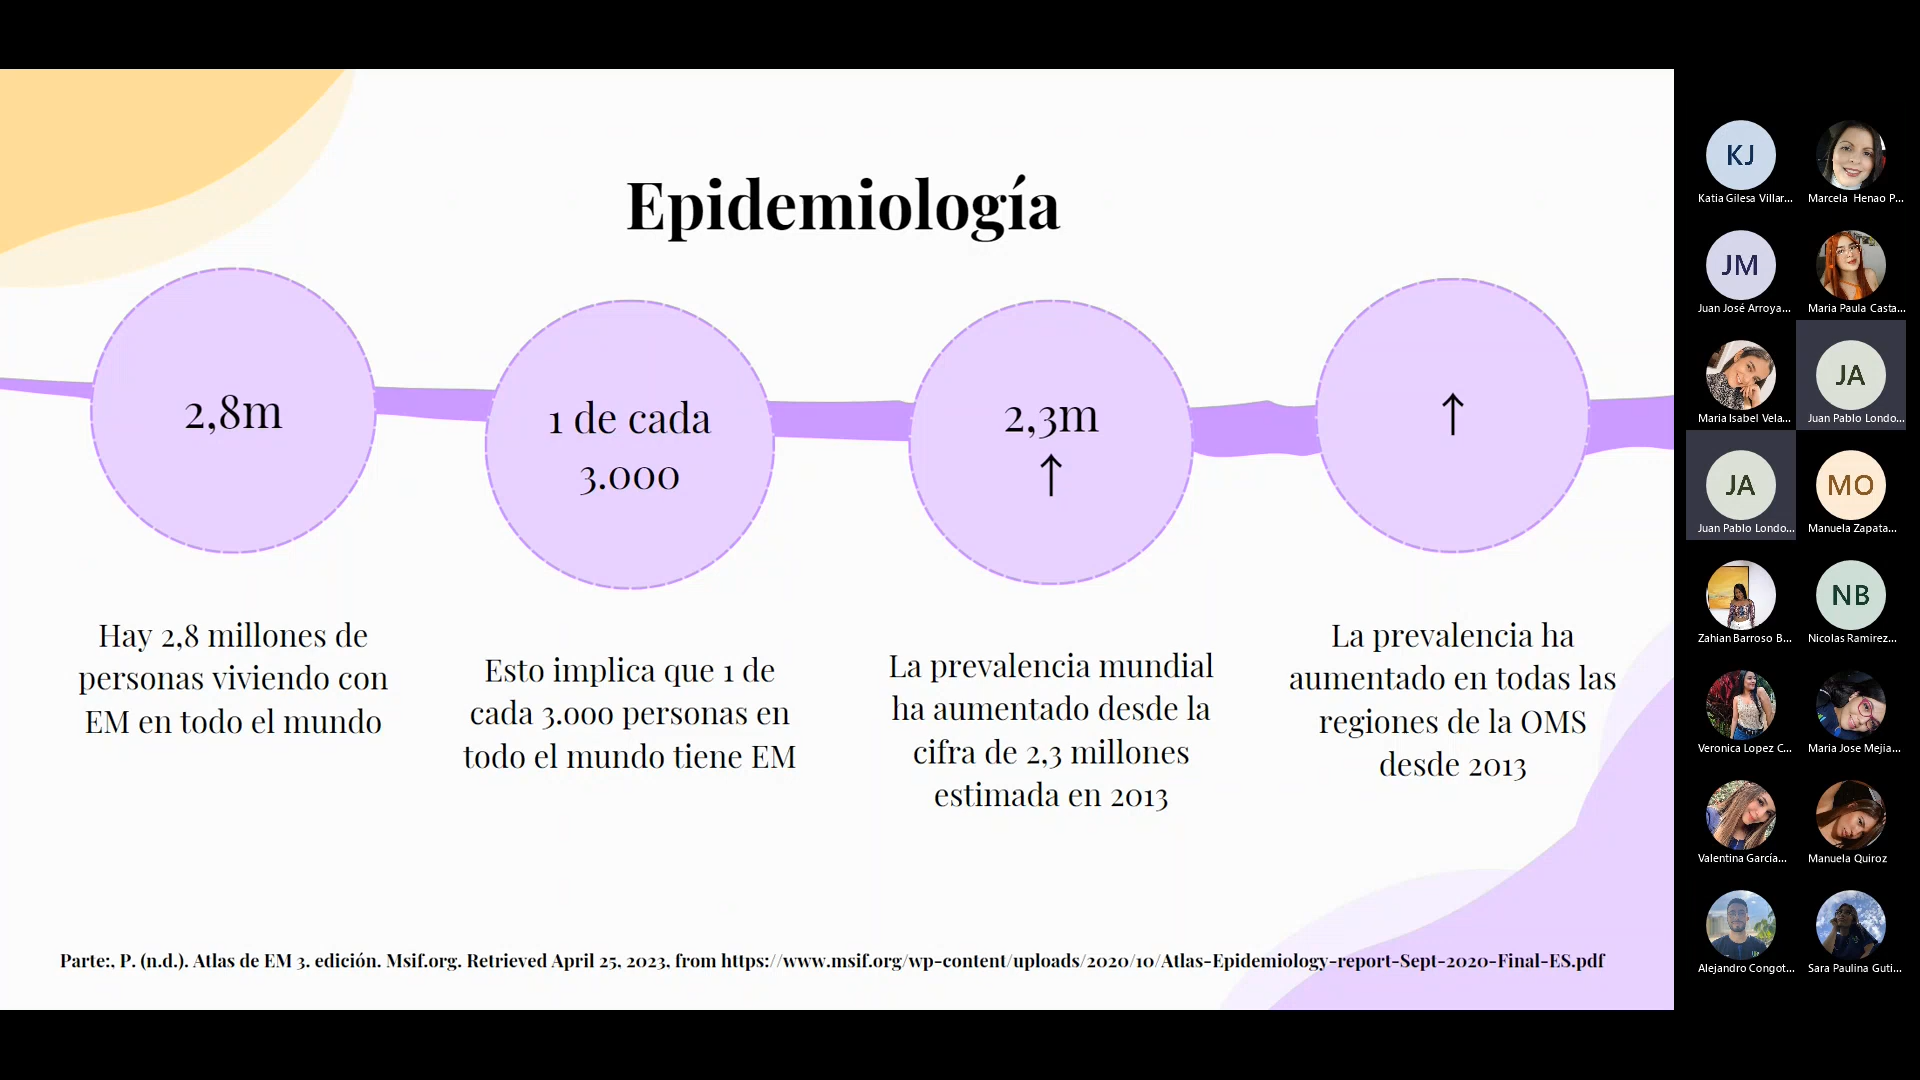 Epidemiología
2,8m
1 de cada
3.000
2,3m
↑
↑
Hay 2,8 millones de
personas viviendo con
EM en todo el mundo
Esto implica que 1 de
cada 3.000 personas en
todo el mundo tiene EM
La prevalencia mundial
ha aumentado desde la
cifra de 2,3 millones
estimada en 2013
La prevalencia ha
aumentado en todas las
regiones de la OMS
desde 2013
Parte:, P. (n.d.). Atlas de EM 3. edición. Msif.org. Retrieved April 25, 2023, from https://www.msif.org/wp-content/uploads/2020/10/Atlas-Epidemiology-report-Sept-2020-Final-ES.pdf
KJ
Katia Gilesa Villar...
Marcela Henao P...
JM
Juan José Arroya...
Maria Paula Casta...
Maria Isabel Vela...
JA
Juan Pablo Londo...
JA
Juan Pablo Londo...
MO
Manuela Zapata...
Zahian Barroso B...
NB
Nicolas Ramirez...
Veronica Lopez C...
Maria Jose Mejia...
Valentina García...
Manuela Quiroz
Alejandro Congot...
Sara Paulina Guti...